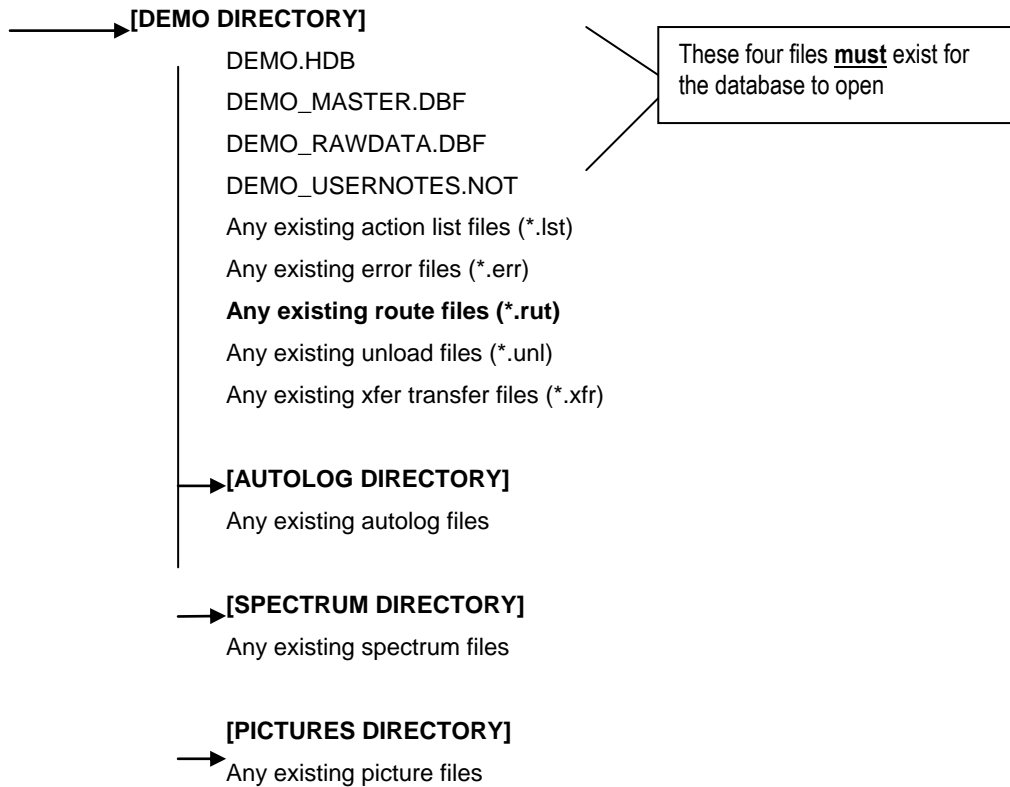 [DEMO DIRECTORY]
These four files must exist for
the database to open
DEMO.HDB
DEMO_MASTER.DBF
DEMO_RAWDATA.DBF
DEMO_USERNOTES.NOT
Any existing action list files (*.lst)
Any existing error files (*.err)
Any existing route files (*.rut)
Any existing unload files (*.unl)
Any existing xfer transfer files (*.xfr)
[AUTOLOG DIRECTORY]
Any existing autolog files
[SPECTRUM DIRECTORY]
Any existing spectrum files
[PICTURES DIRECTORY]
Any existing picture files